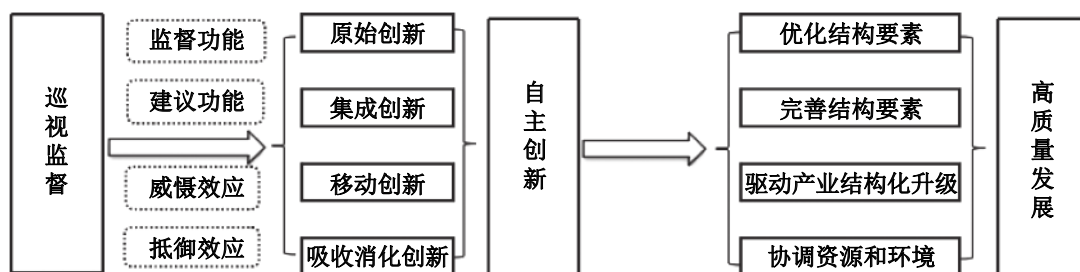 巡视监督
监督功能
建议功能
威慑效应
抵御效应
原始创新
集成创新
移动创新
吸收消化创新
自主创新
优化结构要素
完善结构要素
驱动产业结构化升级
协调资源和环境
高质量发展